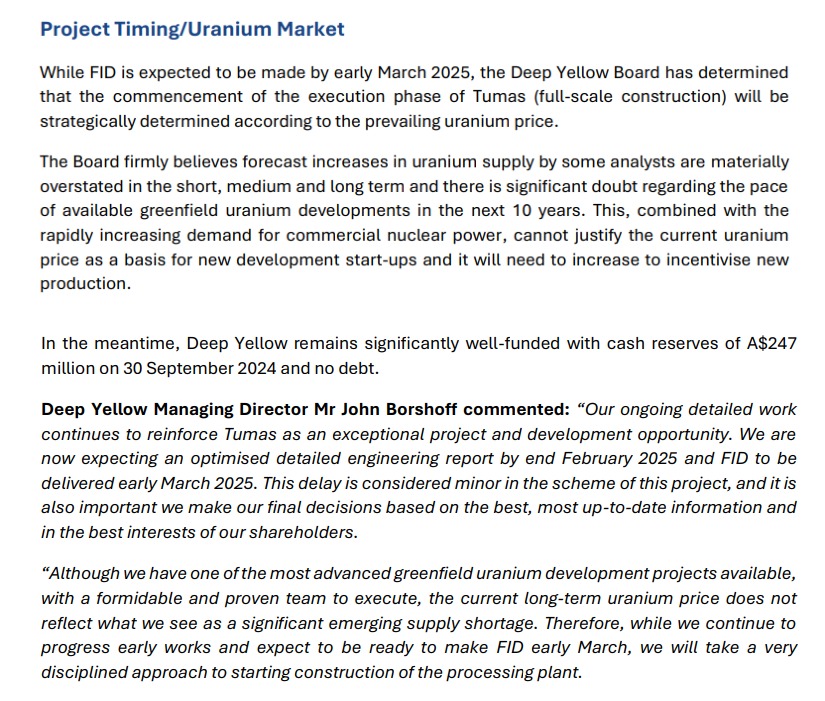 Project Timing/Uranium Market
While FID is expected to be made by early March 2025, the Deep Yellow Board has determined
that the commencement of the execution phase of Tumas (full-scale construction) will be
strategically determined according to the prevailing uranium price.
The Board firmly believes forecast increases in uranium supply by some analysts are materially
overstated in the short, medium and long term and there is significant doubt regarding the pace
of available greenfield uranium developments in the next 10 years. This, combined with the
rapidly increasing demand for commercial nuclear power, cannot justify the current uranium
price as a basis for new development start-ups and it will need to increase to incentivise new
production.
In the meantime, Deep Yellow remains significantly well-funded with cash reserves of A$247
million on 30 September 2024 and no debt.
Deep Yellow Managing Director Mr John Borshoff commented: “Our ongoing detailed work
continues to reinforce Tumas as an exceptional project and development opportunity. We are
now expecting an optimised detailed engineering report by end February 2025 and FID to be
delivered early March 2025. This delay is considered minor in the scheme of this project, and it is
also important we make our final decisions based on the best, most up-to-date information and
in the best interests of our shareholders.
“Although we have one of the most advanced greenfield uranium development projects available,
with a formidable and proven team to execute, the current long-term uranium price does not
reflect what we see as a significant emerging supply shortage. Therefore, while we continue to
progress early works and expect to be ready to make FID early March, we will take a very
disciplined approach to starting construction of the processing plant.